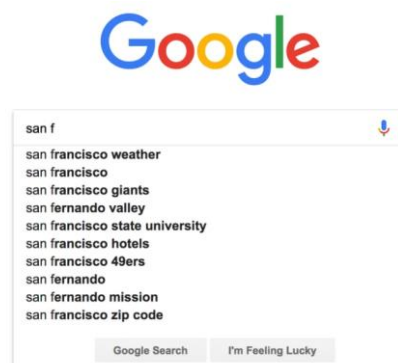 Google
san f
san francisco weather
san francisco
san francisco giants
san fernando valley
san francisco state university
san francisco hotels
san francisco 49ers
san fernando
san fernando mission
san francisco zip code
Google Search I'm Feeling Lucky